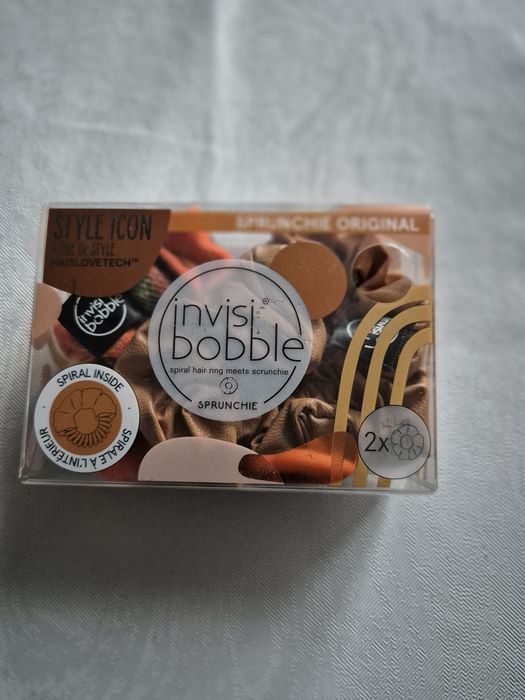 STYLE ICON
ICÔNE DE STYLE
HAIRLOVETECH™
SPRUNCHIE ORIGINAL
invisi
bobble
invisi®
bobble
spiral hair ring meets scrunchie
SPRUNCHIE
SPIRAL INSIDE
SPIRALE À L'INTÉRIEUR
2x